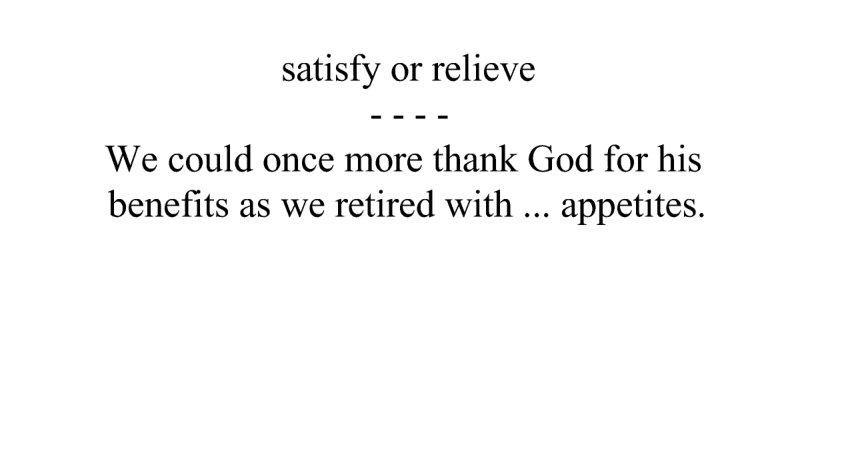 satisfy or relieve
- - - -
We could once more thank God for his
benefits as we retired with ... appetites.